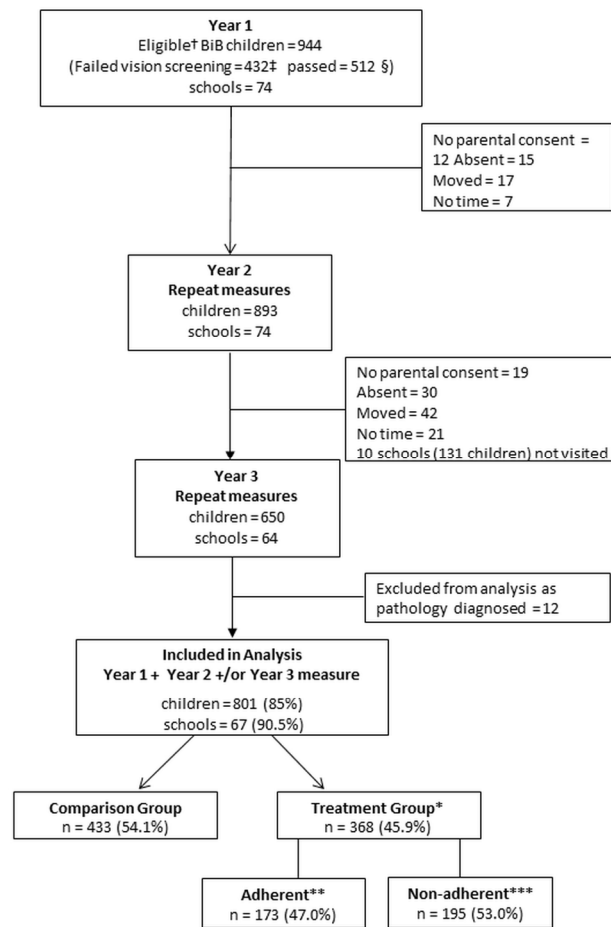 Year 1
Eligible† BiB children = 944
(Failed vision screening = 432‡ passed = 512 §)
schools = 74
No parental consent =
12 Absent = 15
Moved = 17
No time = 7
Year 2
Repeat measures
children = 893
schools = 74
No parental consent = 19
Absent = 30
Moved = 42
No time = 21
10 schools (131 children) not visited
Year 3
Repeat measures
children = 650
schools = 64
Excluded from analysis as
pathology diagnosed = 12
Included in Analysis
Year 1 + Year 2 +/or Year 3 measure
children = 801 (85%)
schools = 67 (90.5%)
Comparison Group
n = 433 (54.1%)
Treatment Group*
n = 368 (45.9%)
Adherent**
n = 173 (47.0%)
Non-adherent***
n = 195 (53.0%)